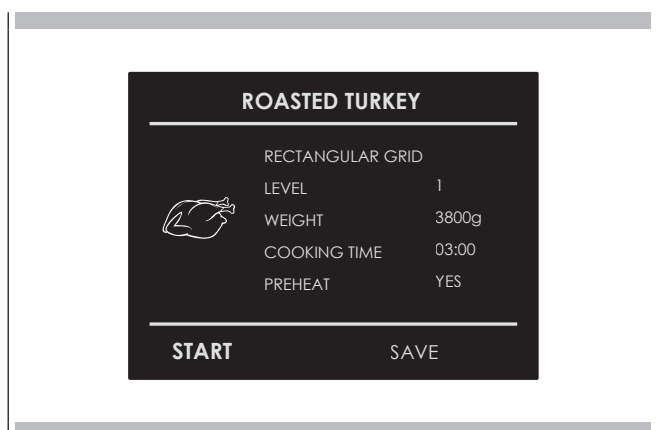 ROASTED TURKEY
RECTANGULAR GRID
LEVEL 1
WEIGHT 3800g
COOKING TIME 03:00
PREHEAT YES
START SAVE